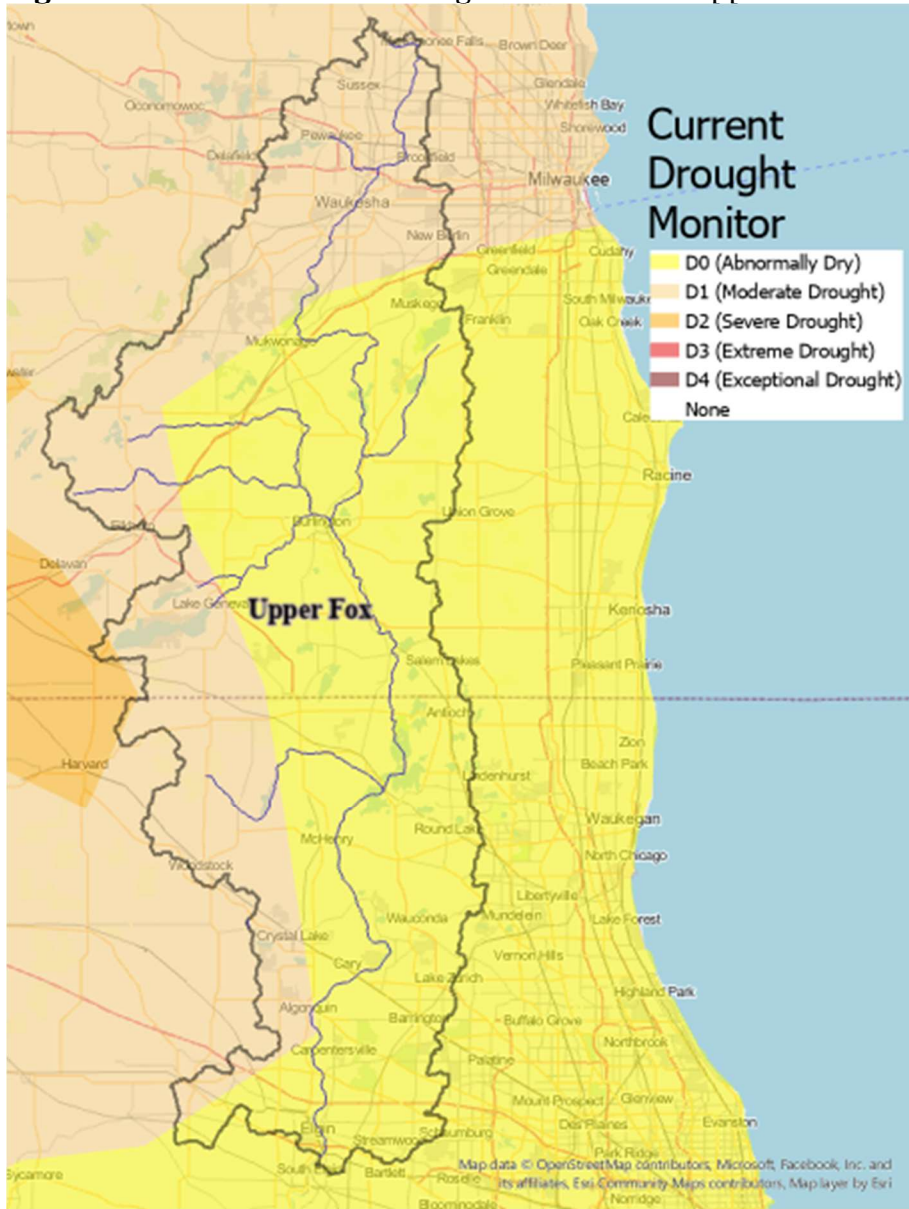 Menomonee Falls
Brown Deer
Sussex
Glendale
Oconomowoc
Whitefish Bay
Pewaukee
Shorewood
Delafield
Brookfield
Milwaukee
Waukesha
New Berlin
Greenfield
Cudahy
Greendale
Muskego
South Milwauke
Franklin
Oak Creek
Mukwonago
Current
Drought
Monitor
D0 (Abnormally Dry)
D1 (Moderate Drought)
D2 (Severe Drought)
D3 (Extreme Drought)
D4 (Exceptional Drought)
None
Cale
Racine
Union Grove
Burlington
Elkhorn
Delavan
Lake Geneva
Upper Fox
Kenosha
Salem Lakes
Pleasant Prairie
Antioch
Zion
Harvard
Beach Park
Lindenhurst
Waukegan
Round Lake
McHenry
North Chicago
Woodstock
Libertyville
Wauconda
Mundelein
Lake Forest
Crystal Lake
Vernon Hills
Cary
Lake Zurich
Highland Park
Algonquin
Barrington
Buffalo Grove
Northbrook
Carpentersville
Palatine
Mount Prospect
Glenview
Elgin
Des Plaines
Evanston
Streamwood
Schaumburg
Park Ridge
Sycamore
South Elgin
Bartlett
Roselle
Map data © OpenStreetMap contributors, Microsoft, Facebook, Inc. and
its affiliates, Esri Community Maps contributors, Map layer by Esri
Norridge
Bloomingdale